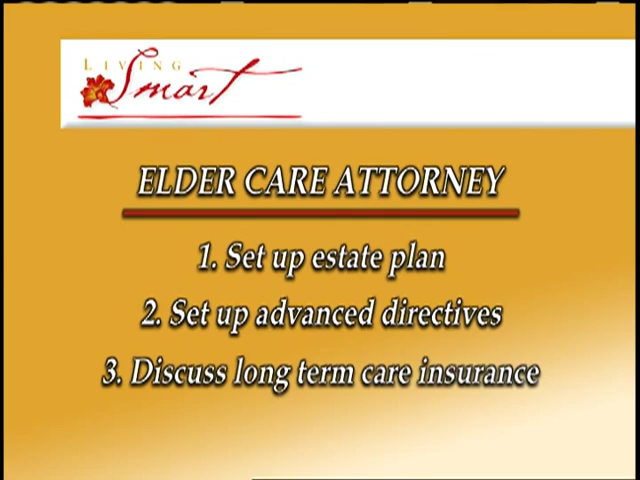 LIVING
Smart
ELDER CARE ATTORNEY
1. Set up estate plan
2. Set up advanced directives
3. Discuss long term care insurance